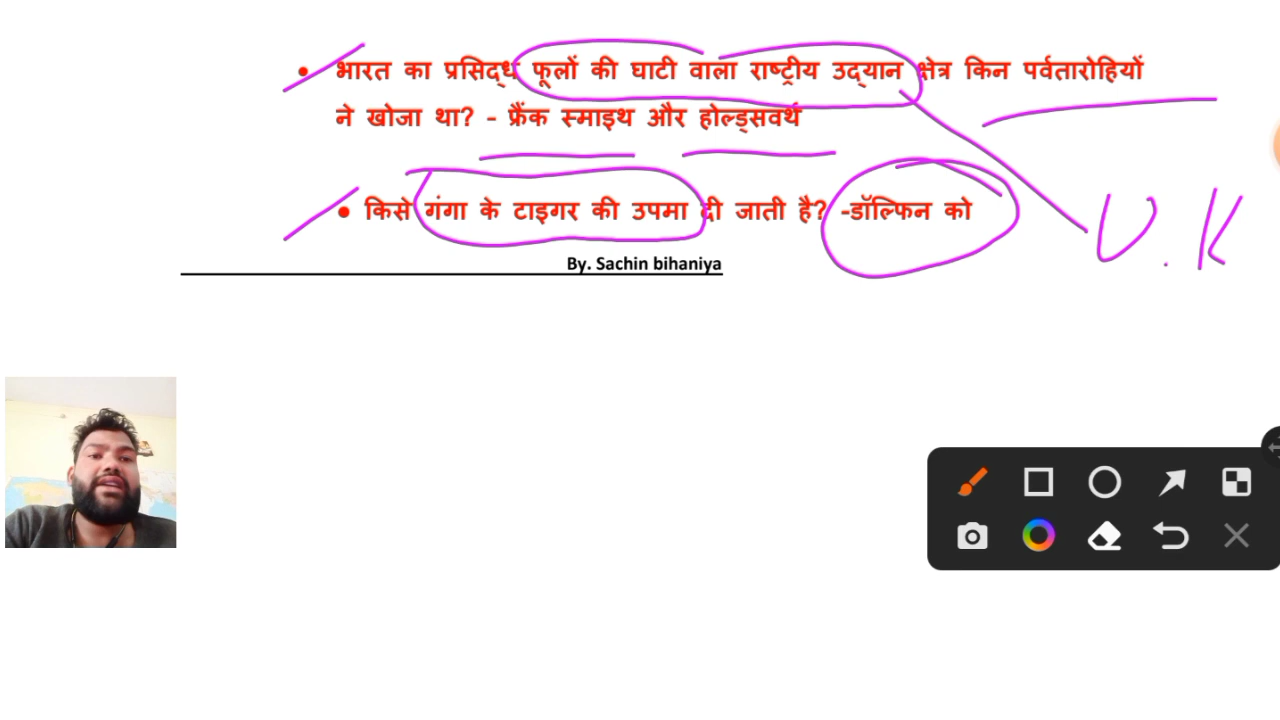 • भारत का प्रसिद्ध फूलों की घाटी वाला राष्ट्रीय उद्यान क्षेत्र किन पर्वतारोहियों
ने खोजा था? - फ्रैंक स्माइथ और होल्ड्सवर्थ
• किसे गंगा के टाइगर की उपमा दी जाती है? -डॉल्फिन को
U.K
By. Sachin bihaniya